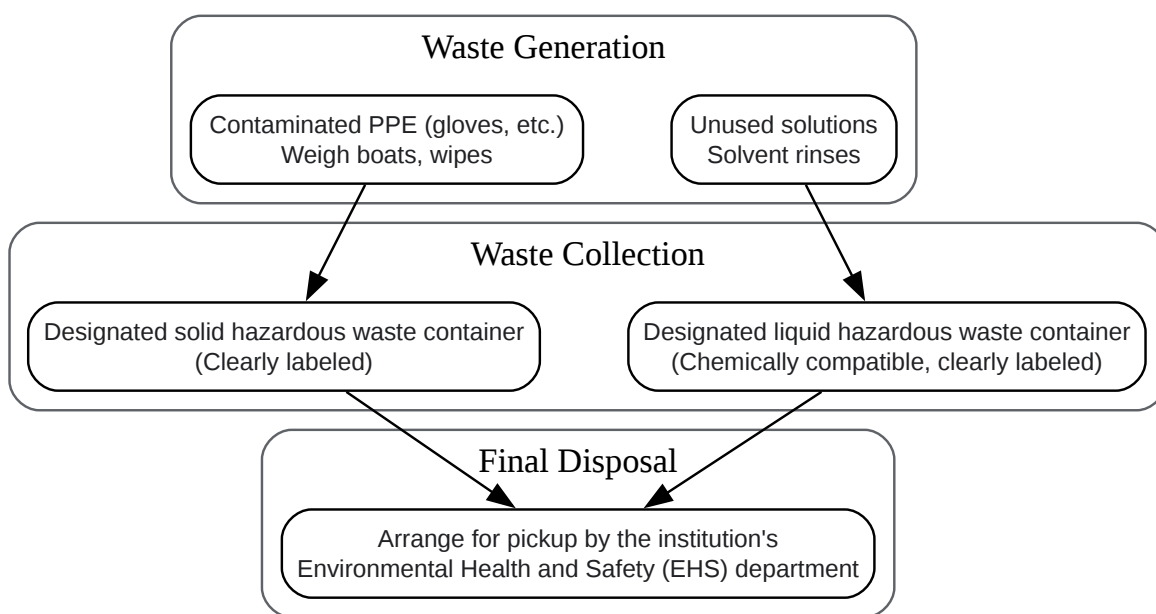 Waste Generation
Contaminated PPE (gloves, etc.)
Weigh boats, wipes
Unused solutions
Solvent rinses
Waste Collection
Designated solid hazardous waste container
(Clearly labeled)
Designated liquid hazardous waste container
(Chemically compatible, clearly labeled)
Final Disposal
Arrange for pickup by the institution's
Environmental Health and Safety (EHS) department